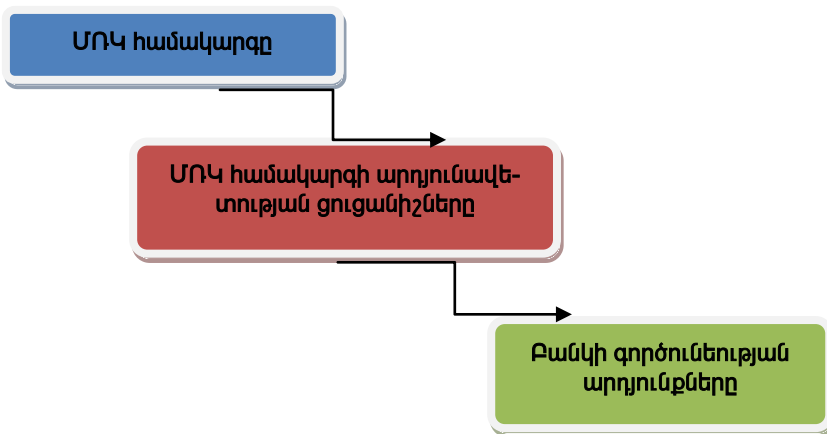 ՄՌԿ համակարգը
ՄՌԿ համակարգի արդյունավե-
տության ցուցանիշները
Բանկի գործունեության
արդյունքները